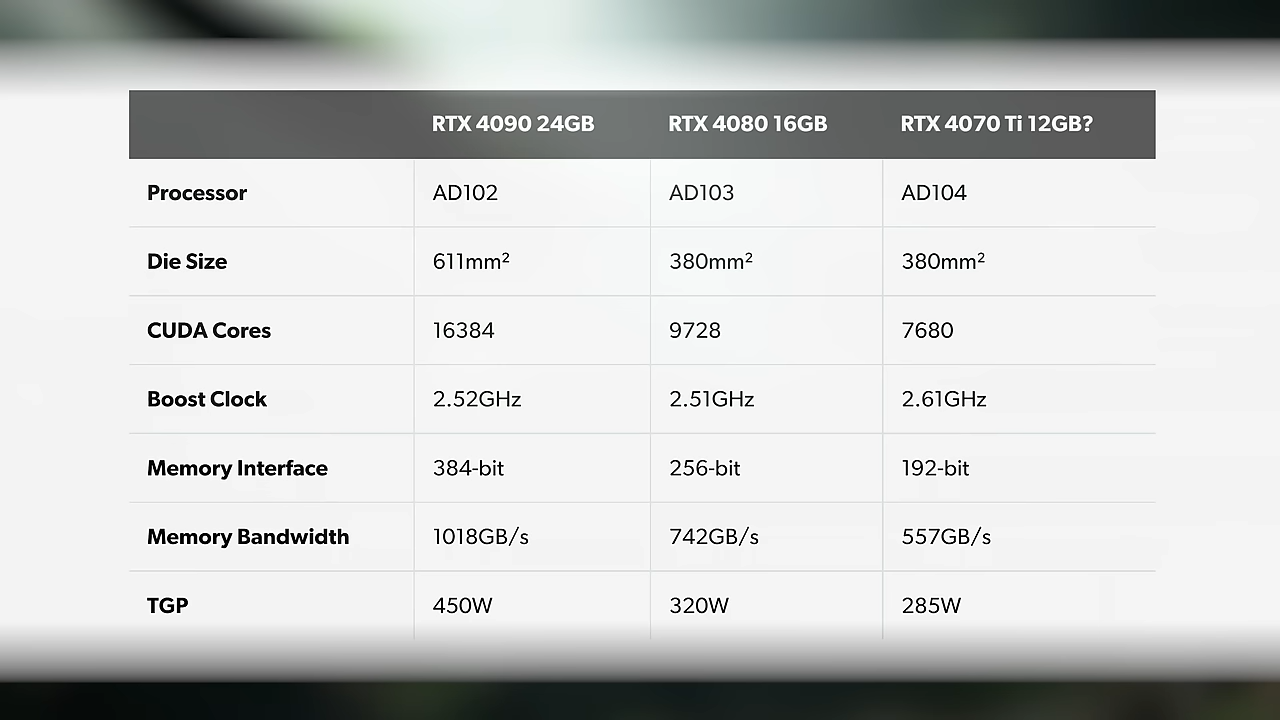 RTX 4090 24GB RTX 4080 16GB RTX 4070 Ti 12GB?
Processor AD102 AD103 AD104
Die Size 611mm² 380mm² 380mm²
CUDA Cores 16384 9728 7680
Boost Clock 2.52GHz 2.51GHz 2.61GHz
Memory Interface 384-bit 256-bit 192-bit
Memory Bandwidth 1018GB/s 742GB/s 557GB/s
TGP 450W 320W 285W